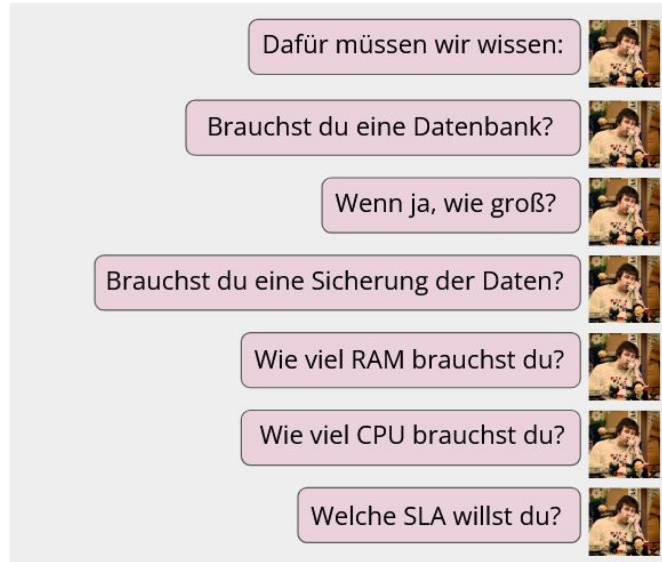 Dafür müssen wir wissen:
Brauchst du eine Datenbank?
Wenn ja, wie groß?
Brauchst du eine Sicherung der Daten?
Wie viel RAM brauchst du?
Wie viel CPU brauchst du?
Welche SLA willst du?